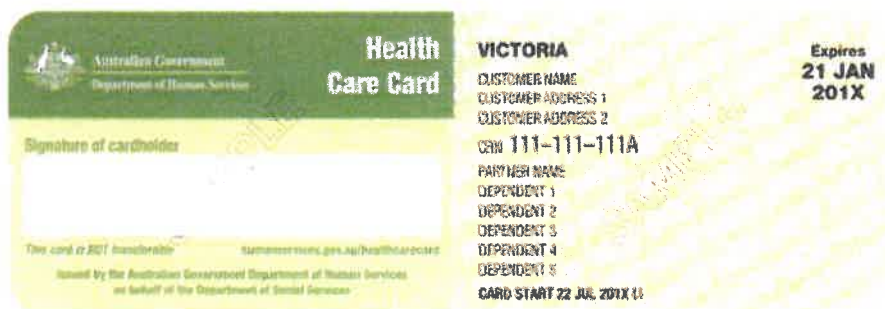 Australian Government
Department of Human Services
Health
Care Card
Signature of cardholder
This card is NOT transferable
humanservices.gov.au/healthcarecard
Issued by the Australian Government Department of Human Services
on behalf of the Department of Social Services
VICTORIA
CUSTOMER NAME
CUSTOMER ADDRESS 1
CUSTOMER ADDRESS 2
CRN 111-111-111A
PARTNER NAME
DEPENDENT 1
DEPENDENT 2
DEPENDENT 3
DEPENDENT 4
DEPENDENT 5
CARD START 22 JUL 201X
Expires
21 JAN
201X
SAMPLE